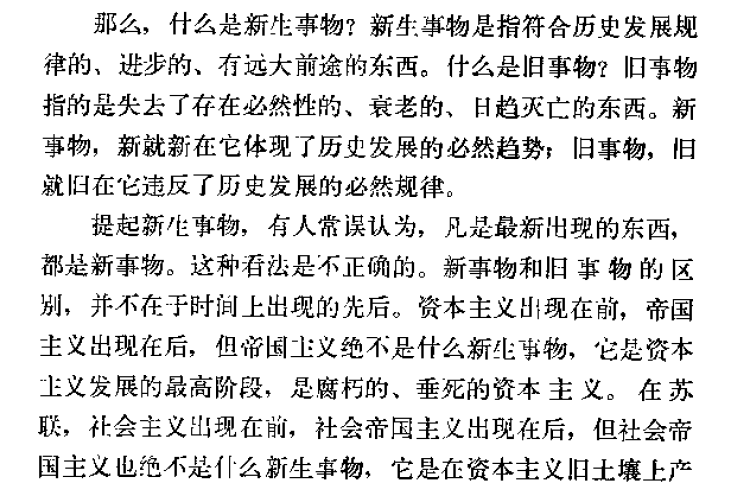 那么，什么是新生事物？新生事物是指符合历史发展规
律的、进步的、有远大前途的东西。什么是旧事物？旧事物
指的是失去了存在必然性的、衰老的、日趋灭亡的东西。新
事物，新就新在它体现了历史发展的必然趋势；旧事物，旧
就旧在它违反了历史发展的必然规律。
提起新生事物，有人常误认为，凡是最新出现的东西，
都是新事物。这种看法是不正确的。新事物和旧事物的区
别，并不在于时间上出现的先后。资本主义出现在前，帝国
主义出现在后，但帝国主义绝不是什么新生事物，它是资本
主义发展的最高阶段，是腐朽的、垂死的资本主义。在苏
联，社会主义出现在前，社会帝国主义出现在后，但社会帝
国主义也绝不是什么新生事物，它是在资本主义旧土壤上产